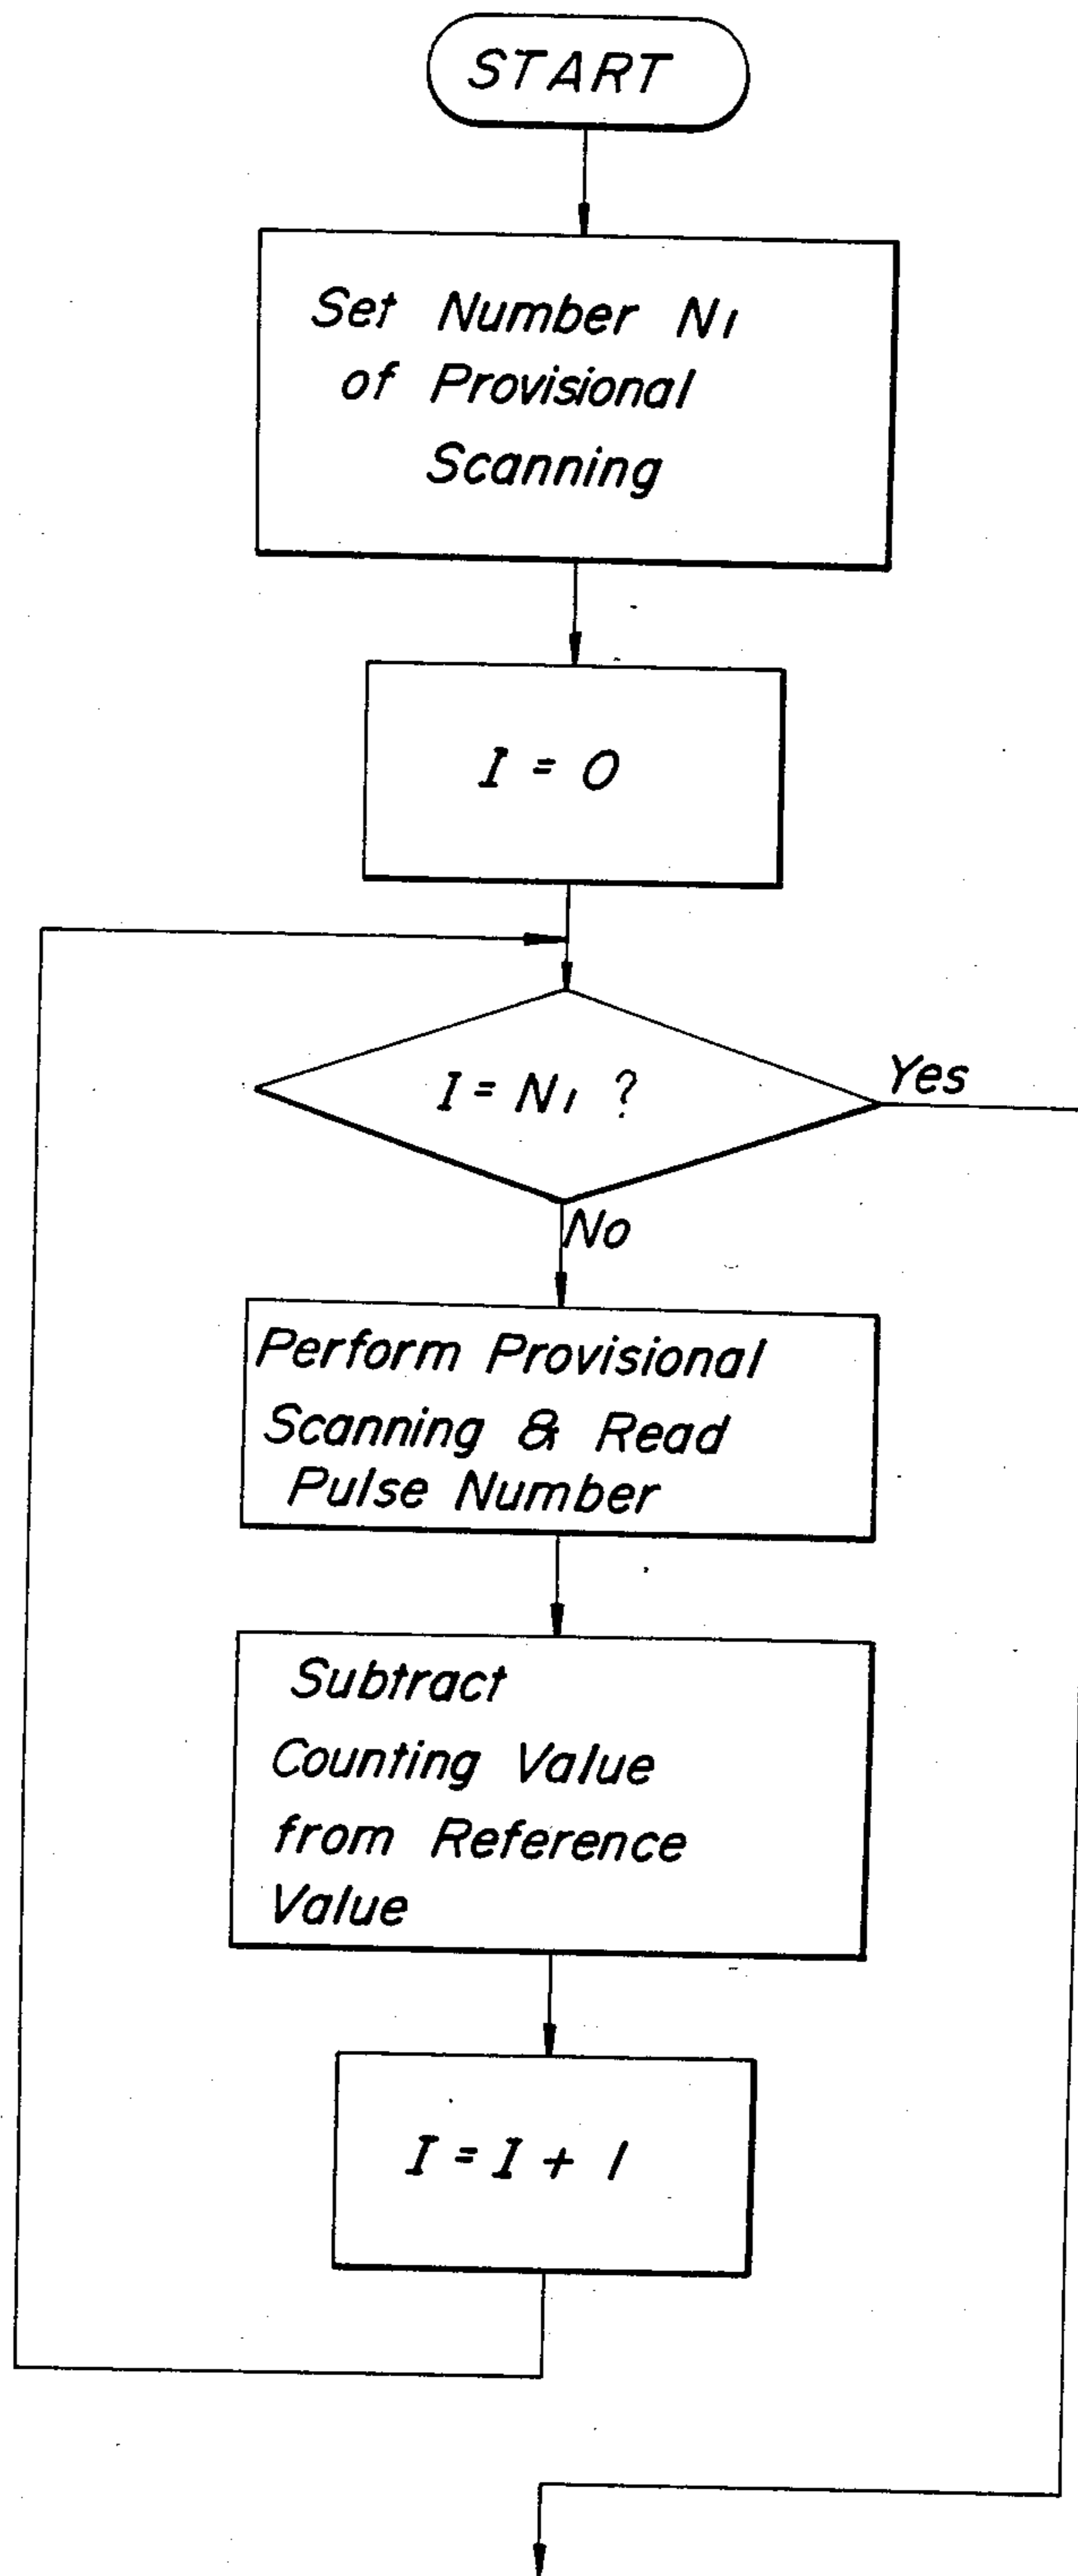 START
Set Number N1
of Provisional
Scanning
I = 0
I = N1 ?
Yes
No
Perform Provisional
Scanning & Read
Pulse Number
Subtract
Counting Value
from Reference
Value
I = I + 1